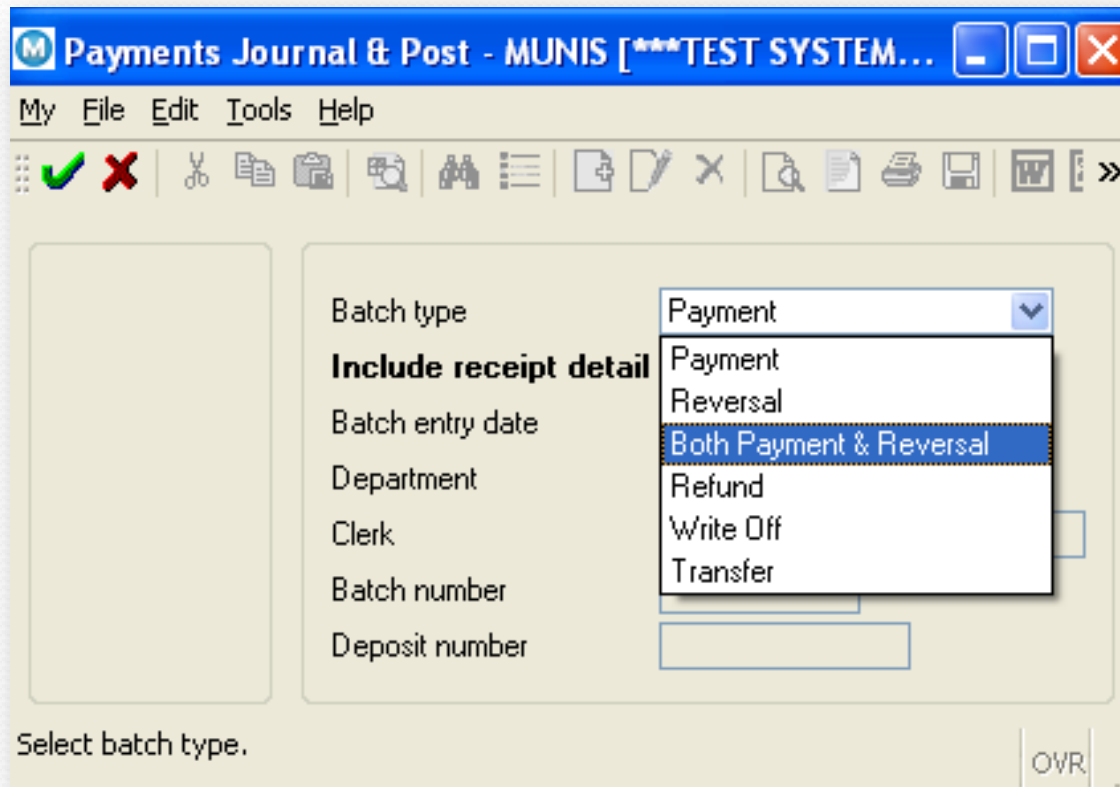 M Payments Journal & Post - MUNIS [***TEST SYSTEM...
My File Edit Tools Help
W »
Batch type Payment
Payment
Include receipt detail
Reversal
Batch entry date
Both Payment & Reversal
Department
Refund
Clerk
Write Off
Transfer
Batch number
Deposit number
Select batch type.
OVR